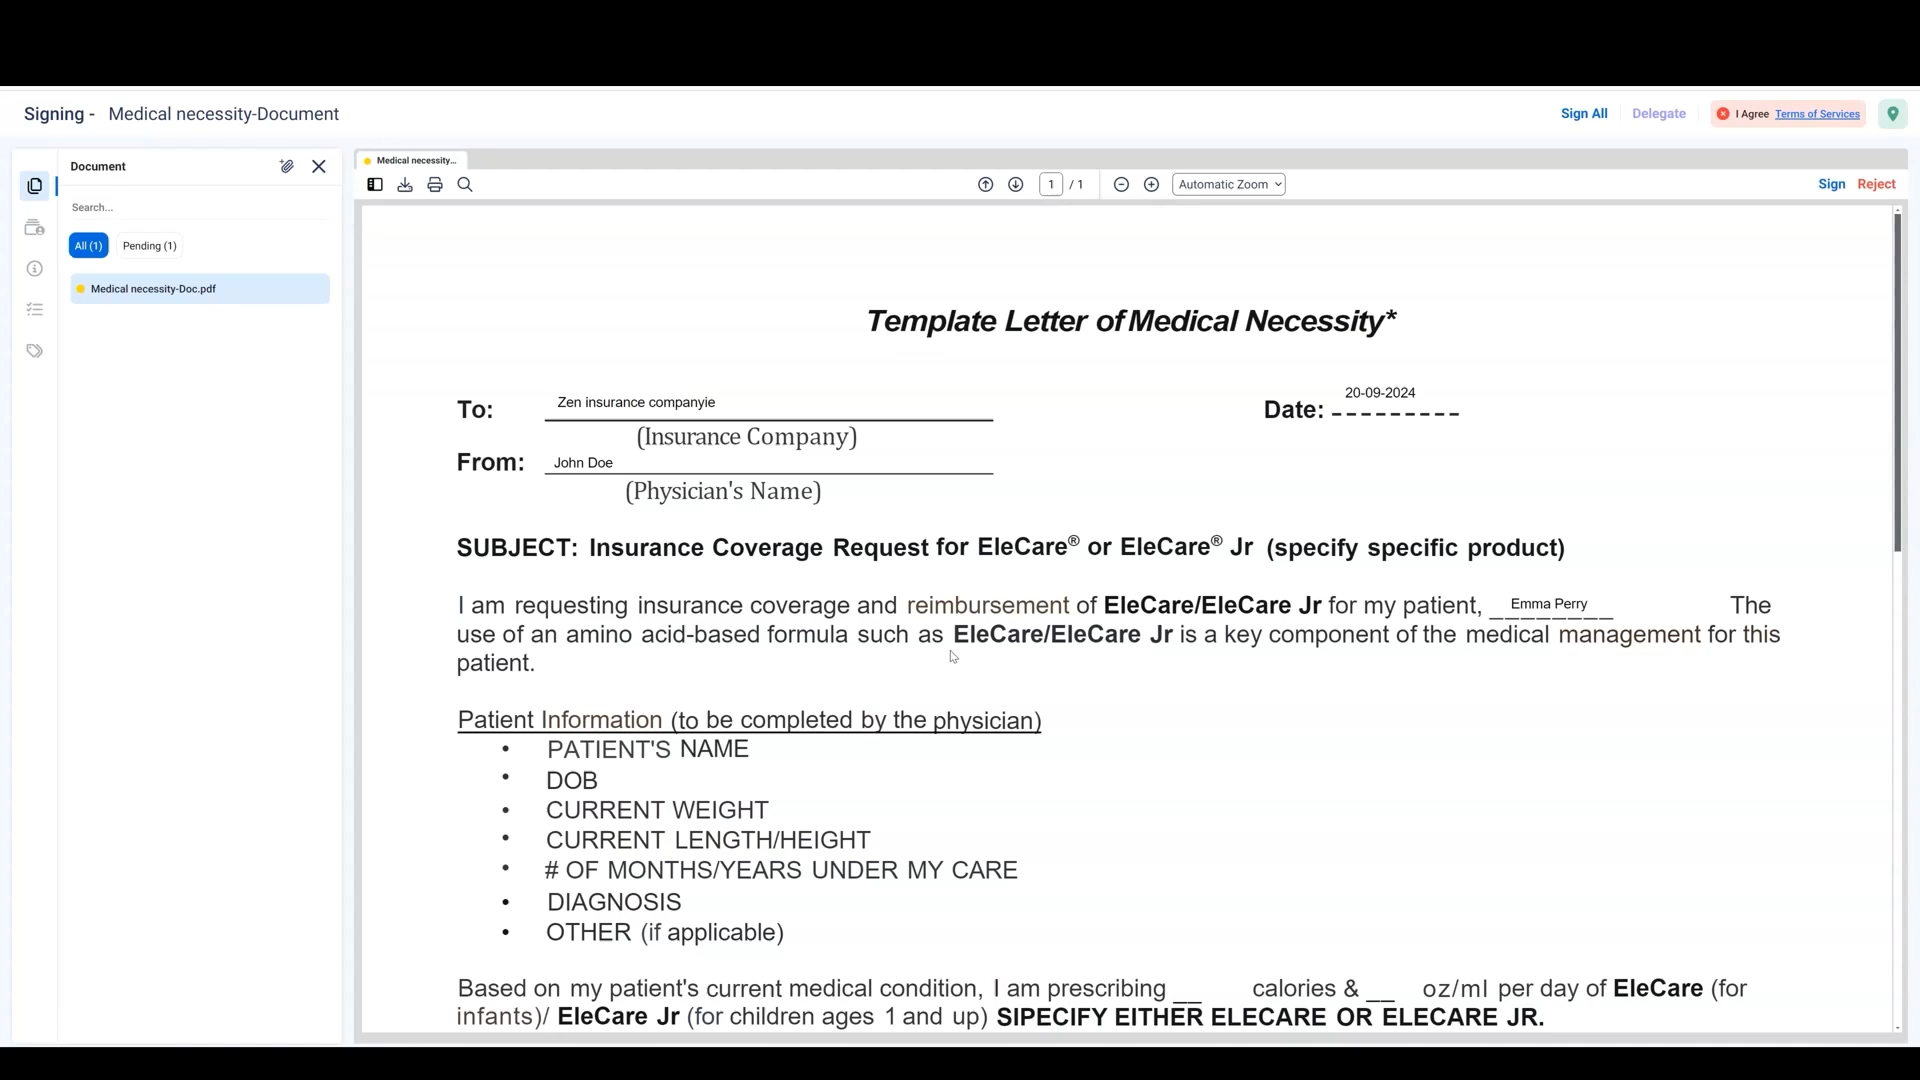 Signing - Medical necessity-Document
Sign All Delegate I Agree Terms of Services
Document
Search...
All (1) Pending (1)
Medical necessity-Doc.pdf
Medical necessity...
1 / 1 Automatic Zoom Sign Reject
Template Letter of Medical Necessity*
To: Zen insurance companyie Date: 20-09-2024
(Insurance Company)
From: John Doe
(Physician's Name)
SUBJECT: Insurance Coverage Request for EleCare® or EleCare® Jr (specify specific product)
I am requesting insurance coverage and reimbursement of EleCare/EleCare Jr for my patient, Emma Perry The
use of an amino acid-based formula such as EleCare/EleCare Jr is a key component of the medical management for this
patient.
Patient Information (to be completed by the physician)
• PATIENT'S NAME
• DOB
• CURRENT WEIGHT
• CURRENT LENGTH/HEIGHT
• # OF MONTHS/YEARS UNDER MY CARE
• DIAGNOSIS
• OTHER (if applicable)
Based on my patient's current medical condition, I am prescribing __ calories & __ oz/ml per day of EleCare (for
infants)/ EleCare Jr (for children ages 1 and up) SIPECIFY EITHER ELECARE OR ELECARE JR.